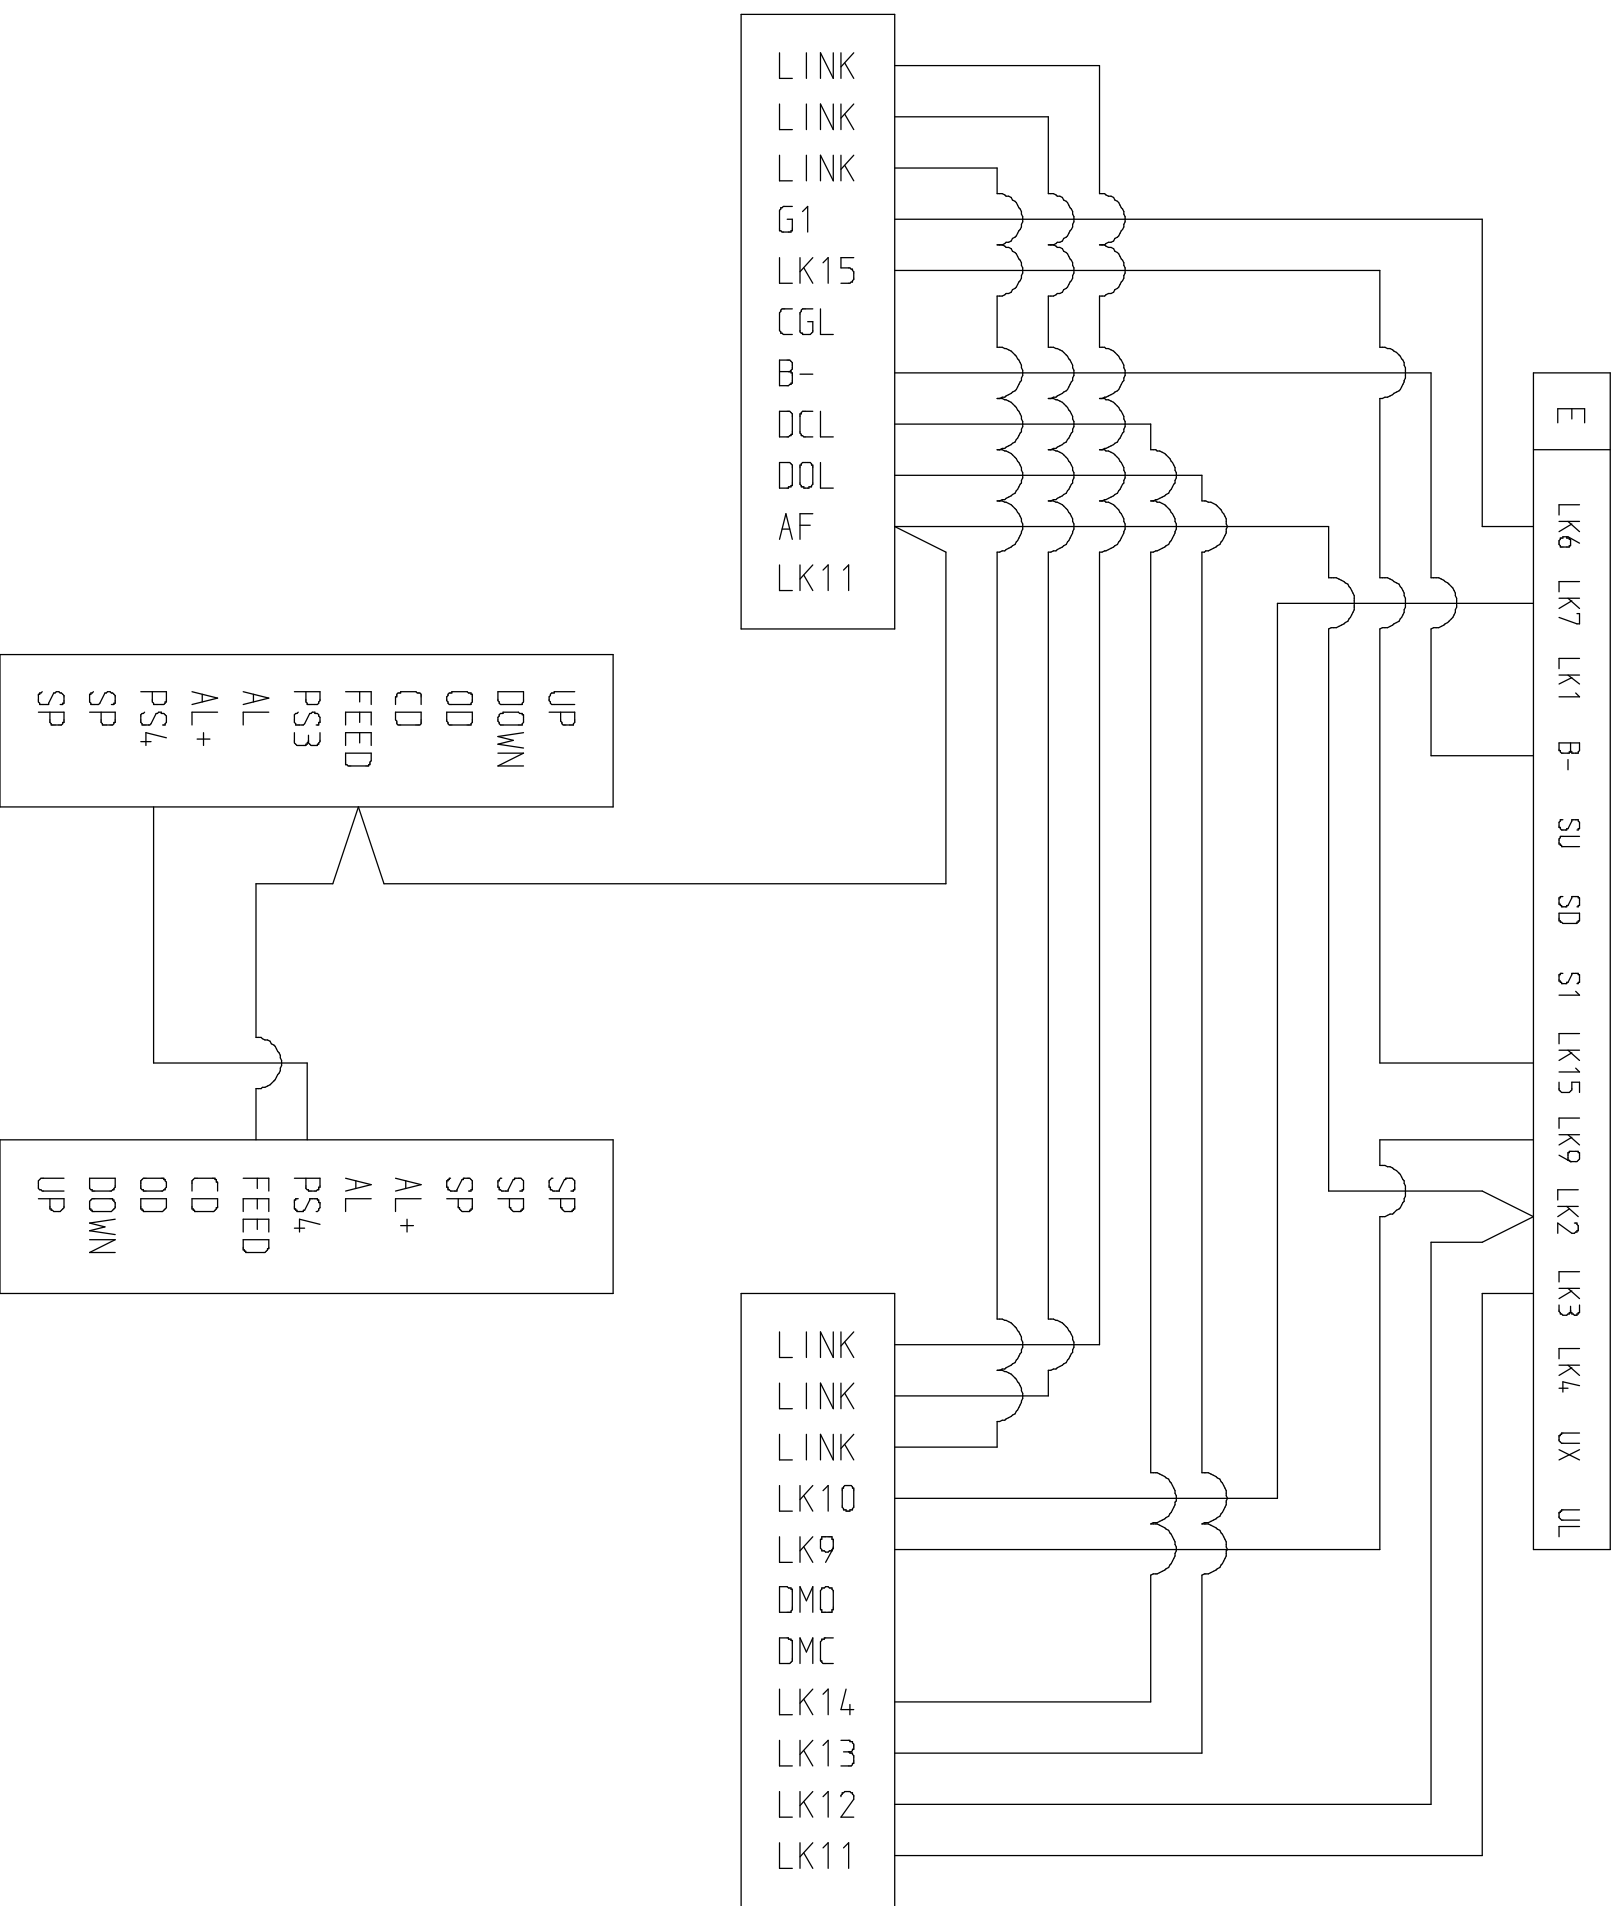 LINK
LINK
LINK
G1
LK15
CGL
B-
DCL
DOL
AF
LK11
E
LK6
LK7
LK1
B-
SU
SD
S1
LK15
LK9
LK2
LK3
LK4
UX
UL
UP
DOWN
OD
CD
FEED
PS3
AL
AL+
PS4
SP
SP
SP
SP
SP
AL+
AL
PS4
FEED
CD
OD
DOWN
UP
LINK
LINK
LINK
LK10
LK9
DMO
DMC
LK14
LK13
LK12
LK11